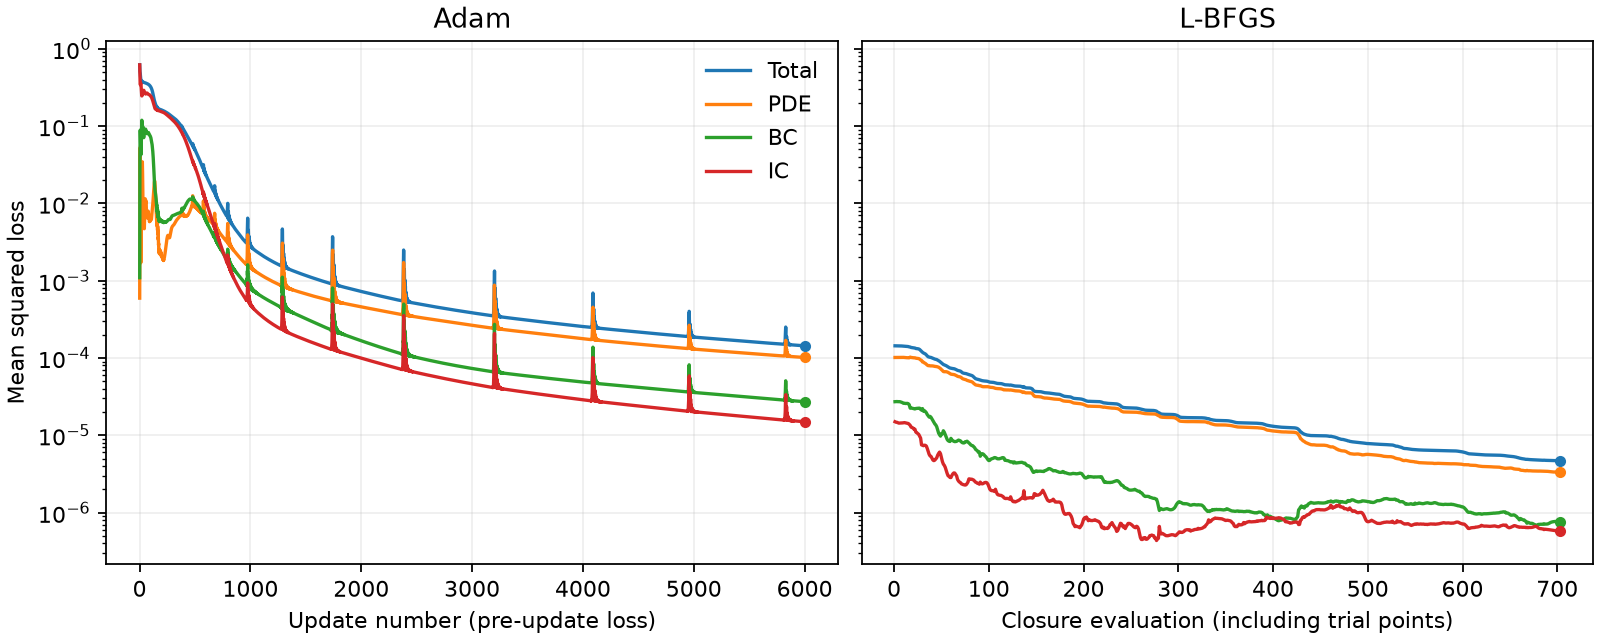 Adam
L-BFGS
Mean squared loss
10^0
10^-1
10^-2
10^-3
10^-4
10^-5
10^-6
Total
PDE
BC
IC
0 1000 2000 3000 4000 5000 6000
0 100 200 300 400 500 600 700
Update number (pre-update loss)
Closure evaluation (including trial points)